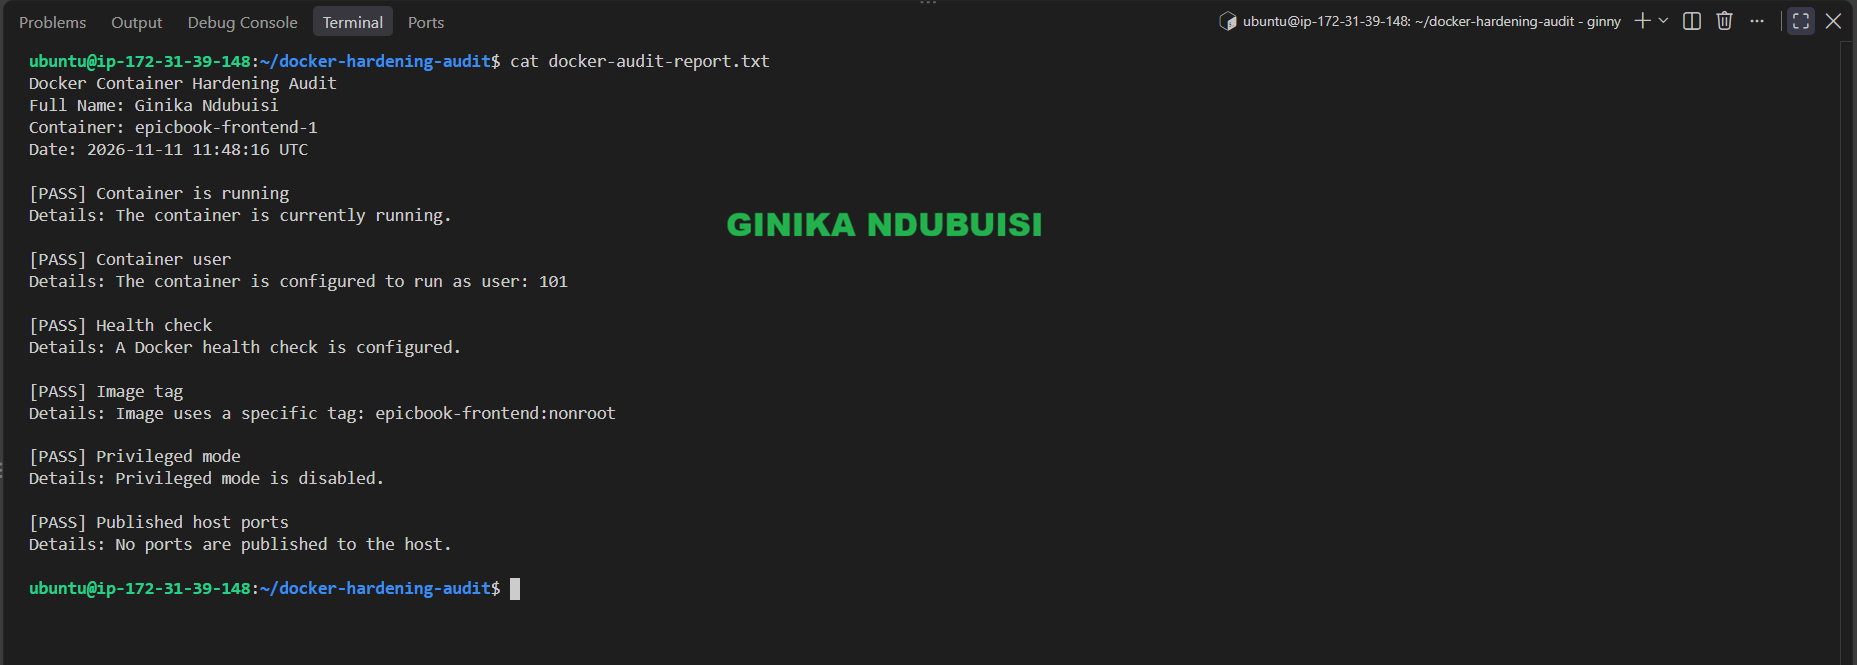 Problems Output Debug Console Terminal Ports
ubuntu@ip-172-31-39-148: ~/docker-hardening-audit - ginny
ubuntu@ip-172-31-39-148:~/docker-hardening-audit$ cat docker-audit-report.txt
Docker Container Hardening Audit
Full Name: Ginika Ndubuisi
Container: epicbook-frontend-1
Date: 2026-11-11 11:48:16 UTC
[PASS] Container is running
Details: The container is currently running.
GINIKA NDUBUISI
[PASS] Container user
Details: The container is configured to run as user: 101
[PASS] Health check
Details: A Docker health check is configured.
[PASS] Image tag
Details: Image uses a specific tag: epicbook-frontend:nonroot
[PASS] Privileged mode
Details: Privileged mode is disabled.
[PASS] Published host ports
Details: No ports are published to the host.
ubuntu@ip-172-31-39-148:~/docker-hardening-audit$